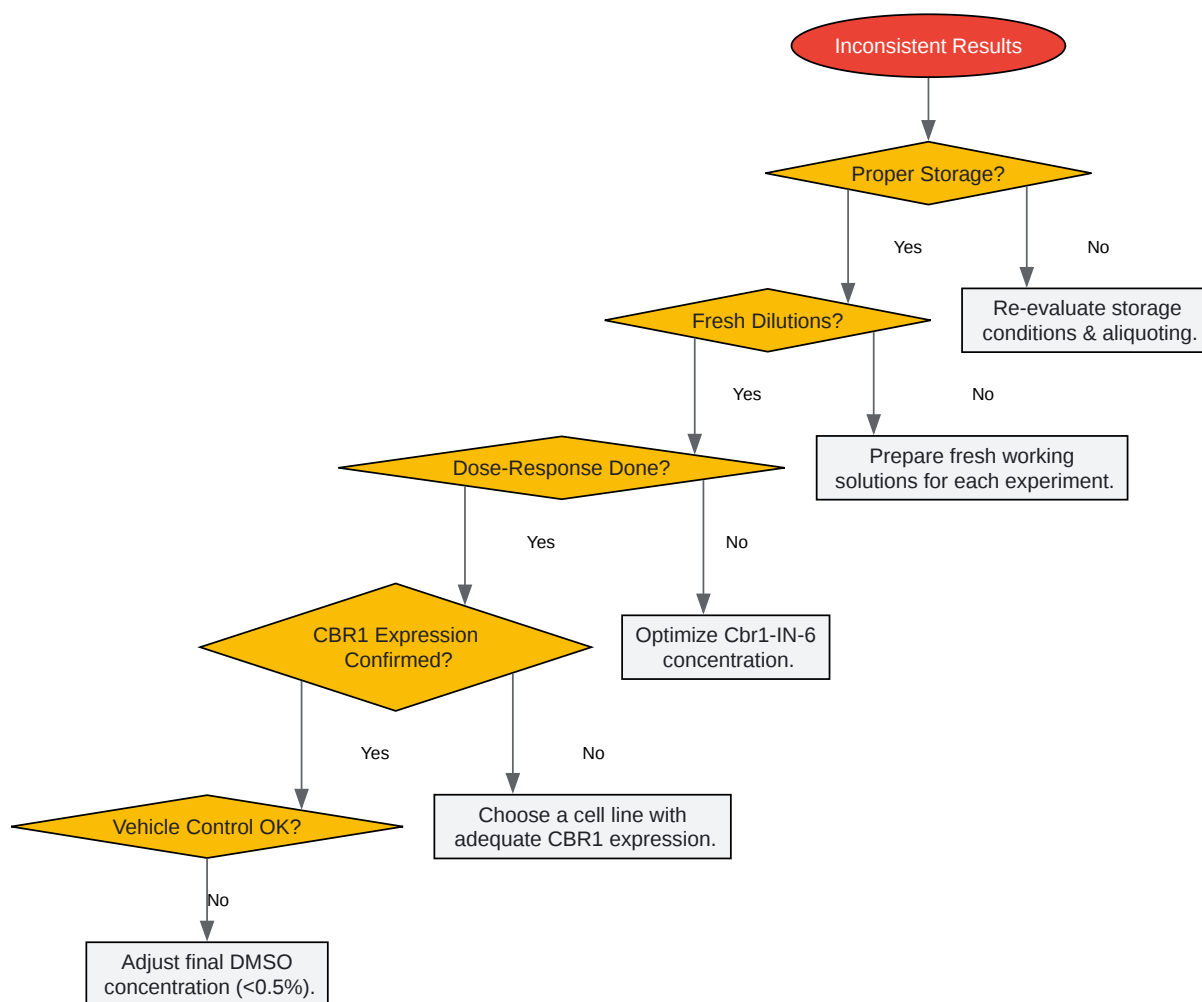 Inconsistent Results
Proper Storage?
Yes
No
Fresh Dilutions?
Re-evaluate storage
conditions & aliquoting.
Yes
No
Dose-Response Done?
Prepare fresh working
solutions for each experiment.
Yes
No
CBR1 Expression
Confirmed?
Optimize Cbr1-IN-6
concentration.
Yes
No
Vehicle Control OK?
Choose a cell line with
adequate CBR1 expression.
No
Adjust final DMSO
concentration (<0.5%).